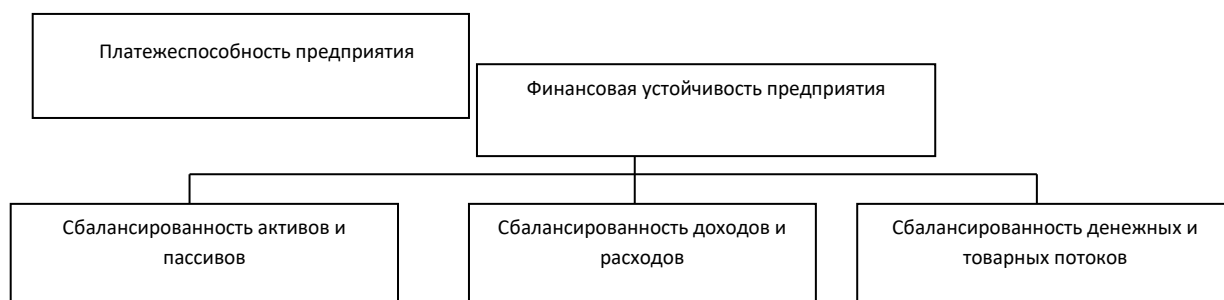 Платежеспособность предприятия
Финансовая устойчивость предприятия
Сбалансированность активов и
пассивов
Сбалансированность доходов и
расходов
Сбалансированность денежных и
товарных потоков